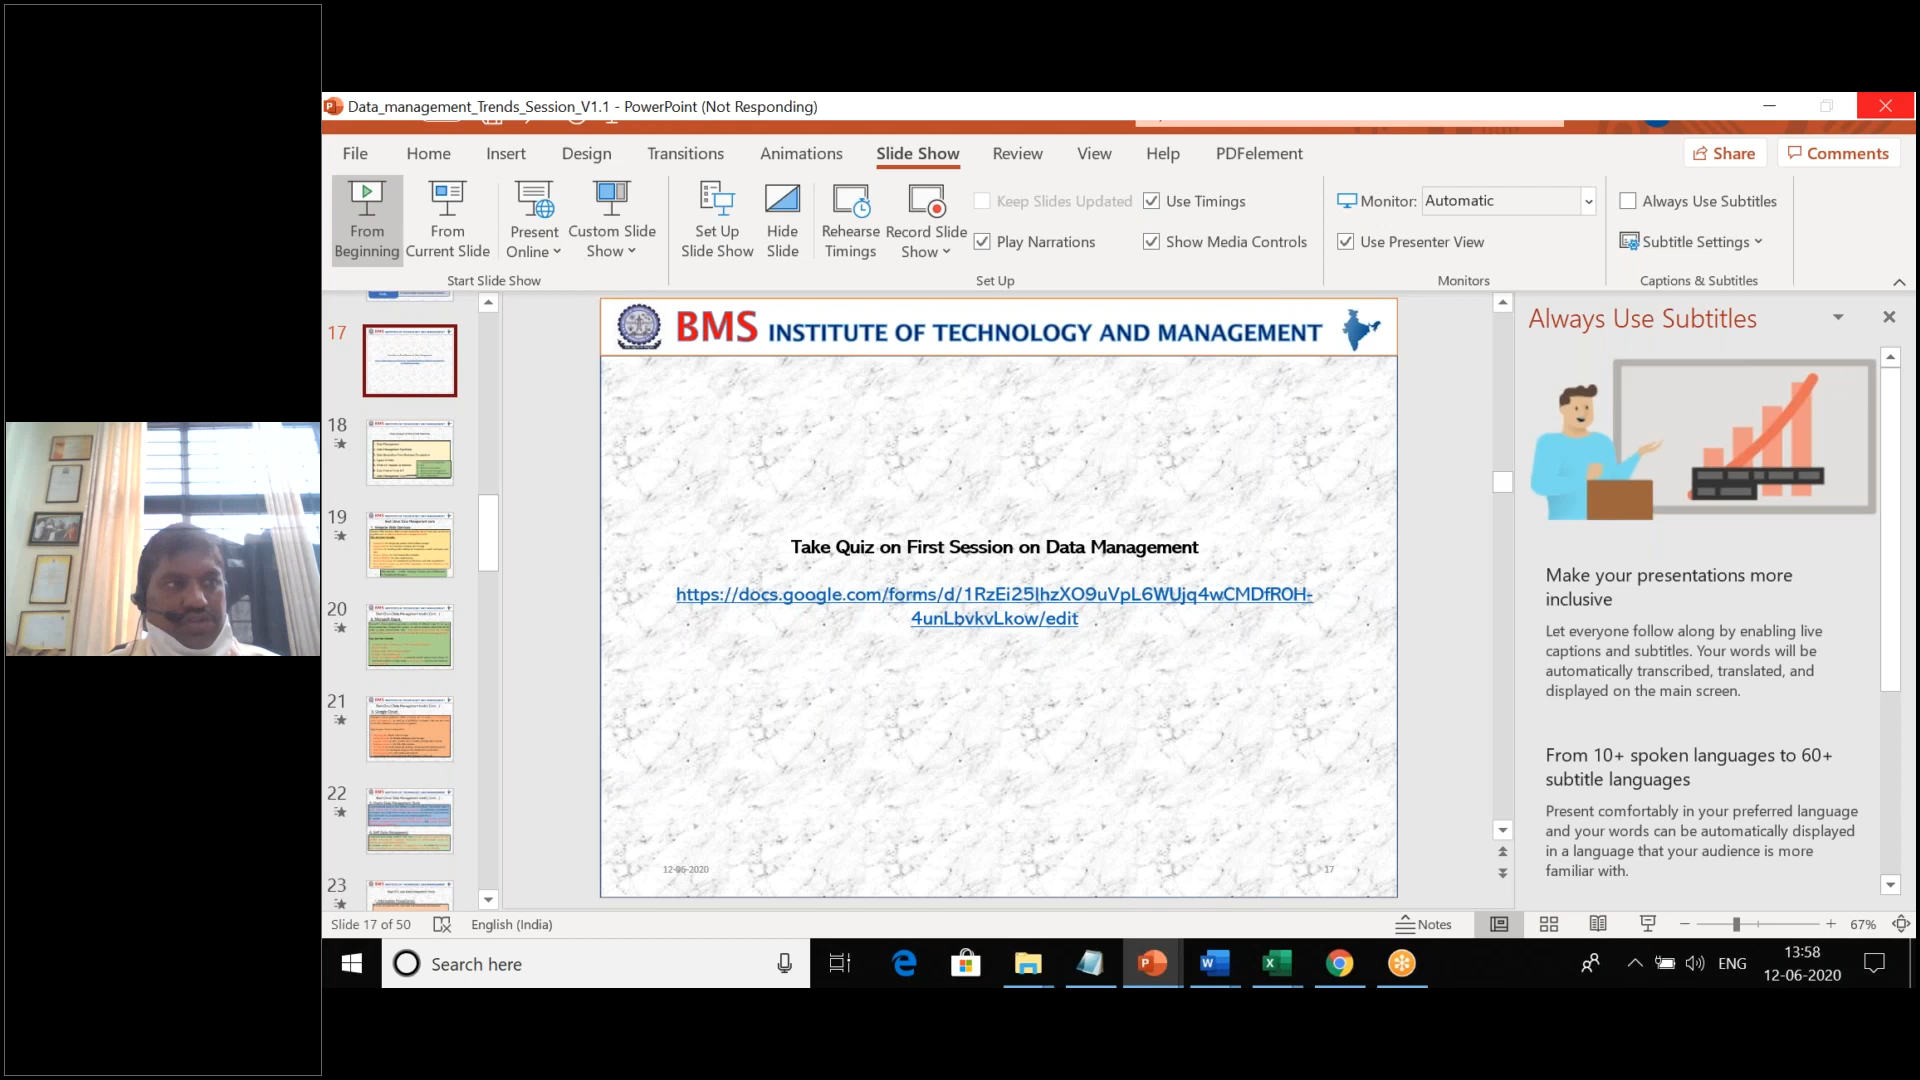 Data_management_Trends_Session_V1.1 - PowerPoint (Not Responding)
File Home Insert Design Transitions Animations Slide Show Review View Help PDFelement Share Comments
From Beginning
From Current Slide
Present Online
Custom Slide Show
Start Slide Show
Set Up Slide Show
Hide Slide
Rehearse Timings
Record Slide Show
Keep Slides Updated
Play Narrations
Use Timings
Show Media Controls
Set Up
Monitor: Automatic
Use Presenter View
Monitors
Always Use Subtitles
Subtitle Settings
Captions & Subtitles
17
18
19
20
21
22
23
BMS INSTITUTE OF TECHNOLOGY AND MANAGEMENT
Take Quiz on First Session on Data Management
https://docs.google.com/forms/d/1RzEi25IhzXO9uVpL6WUjq4wCMDfR0H-
4unLbvkvLkow/edit
12-06-2020
17
Always Use Subtitles
Make your presentations more
inclusive
Let everyone follow along by enabling live
captions and subtitles. Your words will be
automatically transcribed, translated, and
displayed on the main screen.
From 10+ spoken languages to 60+
subtitle languages
Present comfortably in your preferred language
and your words can be automatically displayed
in a language that your audience is more
familiar with.
Slide 17 of 50 English (India) Notes 67%
Search here
ENG
13:58
12-06-2020